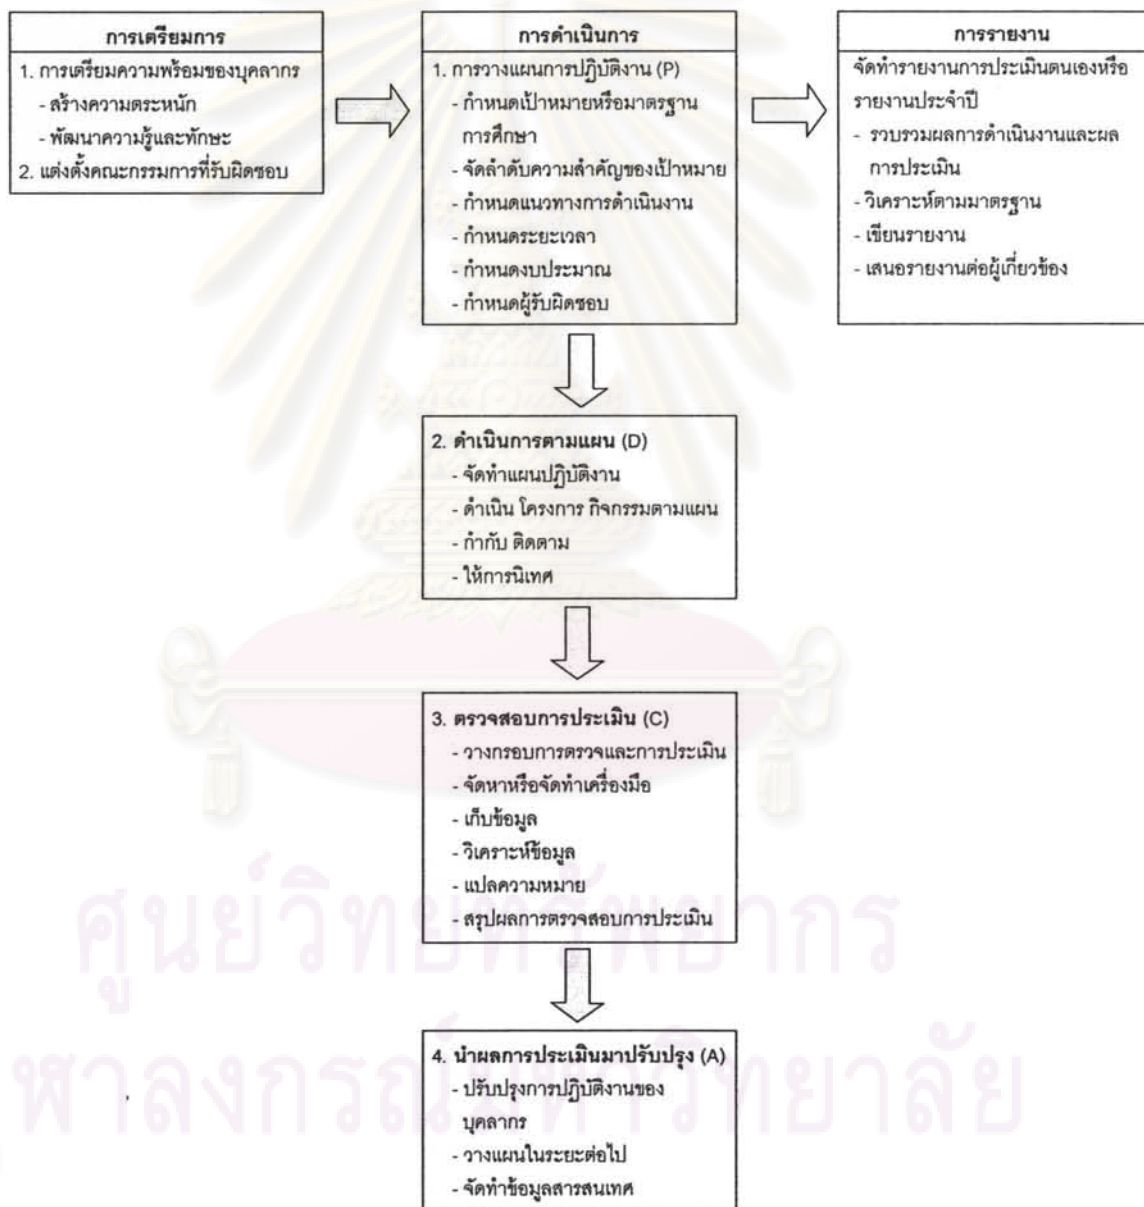 การเตรียมการ
1. การเตรียมความพร้อมของบุคลากร
- สร้างความตระหนัก
- พัฒนาความรู้และทักษะ
2. แต่งตั้งคณะกรรมการที่รับผิดชอบ
การดำเนินการ
1. การวางแผนการปฏิบัติงาน (P)
- กำหนดเป้าหมายหรือมาตรฐาน
การศึกษา
- จัดลำดับความสำคัญของเป้าหมาย
- กำหนดแนวทางการดำเนินงาน
- กำหนดระยะเวลา
- กำหนดงบประมาณ
- กำหนดผู้รับผิดชอบ
การรายงาน
จัดทำรายงานการประเมินตนเองหรือ
รายงานประจำปี
- รวบรวมผลการดำเนินงานและผล
การประเมิน
- วิเคราะห์ตามมาตรฐาน
- เขียนรายงาน
- เสนอรายงานต่อผู้เกี่ยวข้อง
2. ดำเนินการตามแผน (D)
- จัดทำแผนปฏิบัติงาน
- ดำเนิน โครงการ กิจกรรมตามแผน
- กำกับ ติดตาม
- ให้การนิเทศ
3. ตรวจสอบการประเมิน (C)
- วางกรอบการตรวจและการประเมิน
- จัดหาหรือจัดทำเครื่องมือ
- เก็บข้อมูล
- วิเคราะห์ข้อมูล
- แปลความหมาย
- สรุปผลการตรวจสอบการประเมิน
4. นำผลการประเมินมาปรับปรุง (A)
- ปรับปรุงการปฏิบัติงานของ
บุคลากร
- วางแผนในระยะต่อไป
- จัดทำข้อมูลสารสนเทศ
ศูนย์วิทยทรัพยากร
ฬาลงกรณ์มหาวิทยาลัย